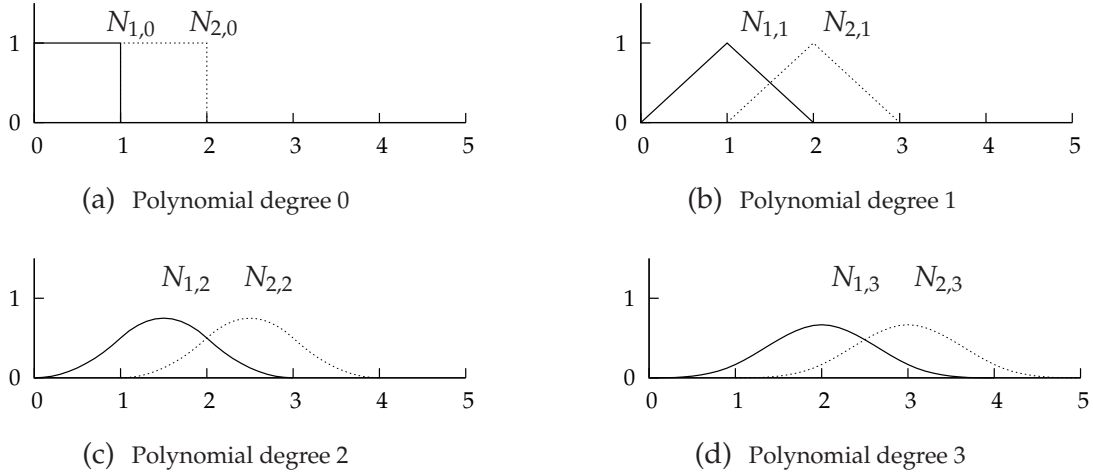 N1,0 N2,0
1
0
0 1 2 3 4 5
(a) Polynomial degree 0
N1,1 N2,1
1
0
0 1 2 3 4 5
(b) Polynomial degree 1
N1,2 N2,2
1
0
0 1 2 3 4 5
(c) Polynomial degree 2
N1,3 N2,3
1
0
0 1 2 3 4 5
(d) Polynomial degree 3